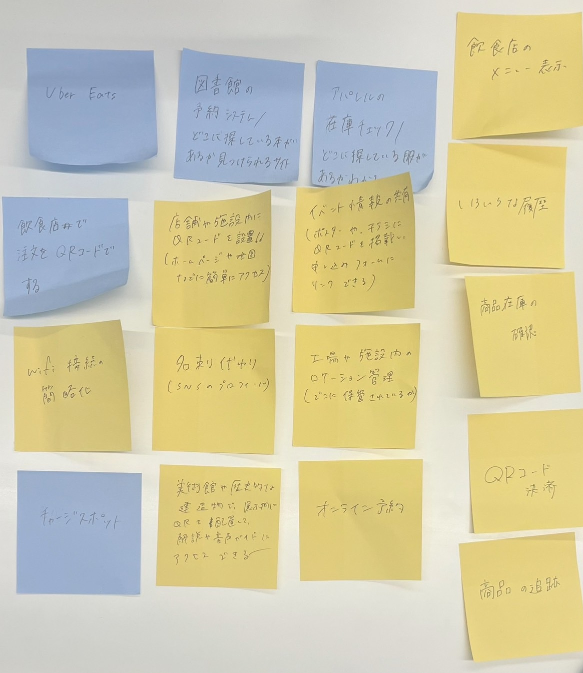 Uber Eats
図書館の
予約システム/
どこに探している本が
あるか見つけられるサイト
アパレルの
在庫チェック/
どこに探している服が
あるかわかる
飲食店の
メニュー表示
飲食店などで
注文をQRコードで
する
店舗や施設内に
QRコードを設置し
(ホームページや地図
などに簡単にアクセス)
イベント情報の共有
(ポスターや、チラシに
QRコードを掲載し、
申し込のフォームに
リンクできる)
いろいろな履歴
wifi 接続の
簡略化
名刺代わり
(SNSのプロフィール)
工場や施設内の
ロケーション管理
(どこに保管されているか)
商品在庫の
確認
チャージスポット
美術館や歴史的な
建造物に、展示物に
QRを
解説や音声ガイドに
アクセスできる
オンライン予約
QRコード
決済
商品の追跡